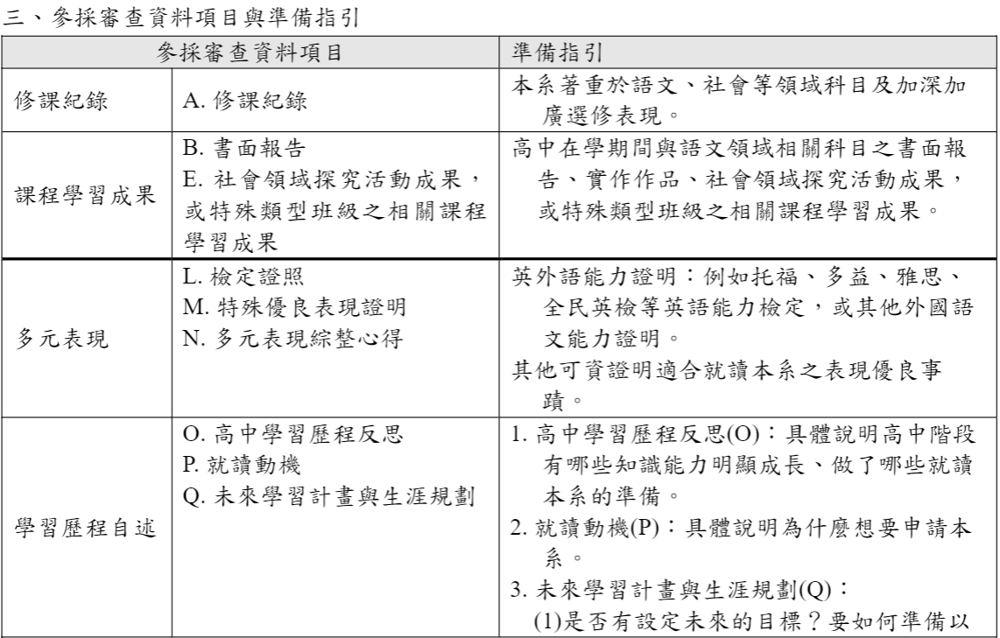 三、參採審查資料項目與準備指引
參採審查資料項目
準備指引
修課紀錄
A. 修課紀錄
本系著重於語文、社會等領域科目及加深加
廣選修表現。
課程學習成果
B. 書面報告
E. 社會領域探究活動成果，
或特殊類型班級之相關課程
學習成果
高中在學期間與語文領域相關科目之書面報
告、實作作品、社會領域探究活動成果，
或特殊類型班級之相關課程學習成果。
多元表現
L. 檢定證照
M. 特殊優良表現證明
N. 多元表現綜整心得
英外語能力證明：例如托福、多益、雅思、
全民英檢等英語能力檢定，或其他外國語
文能力證明。
其他可資證明適合就讀本系之表現優良事
蹟。
學習歷程自述
O. 高中學習歷程反思
P. 就讀動機
Q. 未來學習計畫與生涯規劃
1. 高中學習歷程反思(O)：具體說明高中階段
有哪些知識能力明顯成長、做了哪些就讀
本系的準備。
2. 就讀動機(P)：具體說明為什麼想要申請本
系。
3. 未來學習計畫與生涯規劃(Q)：
(1)是否有設定未來的目標？要如何準備以